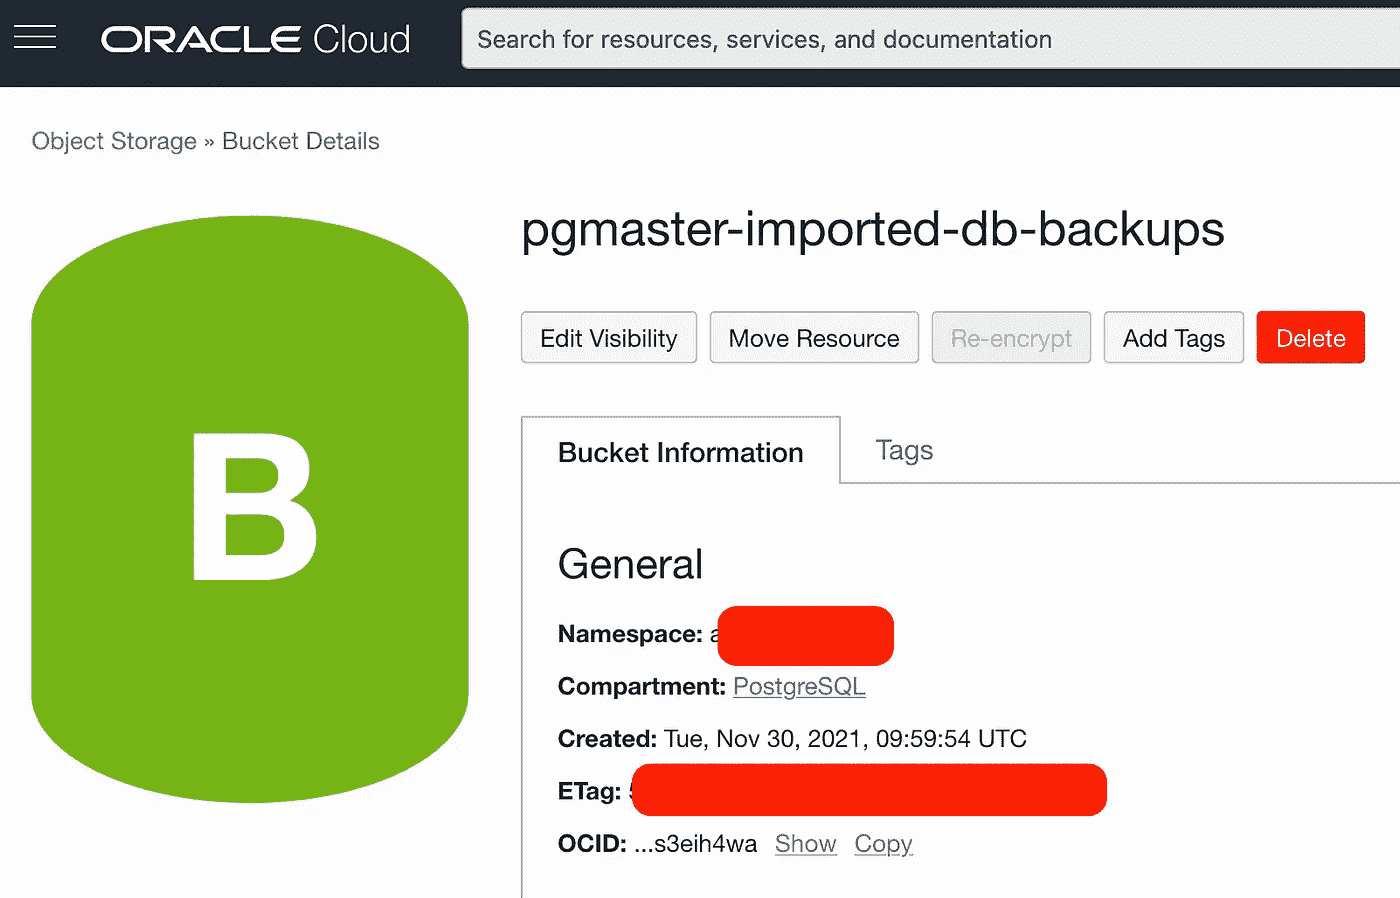 ORACLE Cloud
Search for resources, services, and documentation
Object Storage » Bucket Details
B
pgmaster-imported-db-backups
Edit Visibility
Move Resource
Re-encrypt
Add Tags
Delete
Bucket Information
Tags
General
Namespace:
Compartment: PostgreSQL
Created: Tue, Nov 30, 2021, 09:59:54 UTC
ETag:
OCID: ...s3eih4wa Show Copy